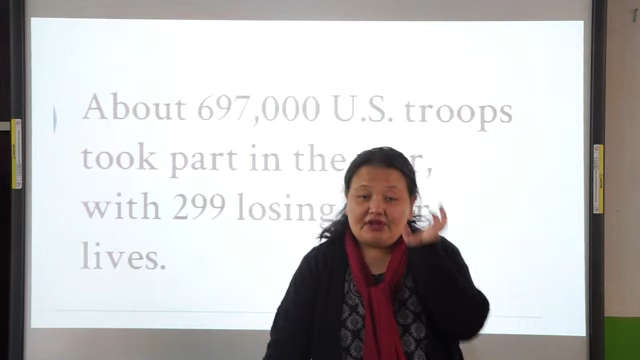 About 697,000 U.S. troops
took part in the r,
with 299 losing r
lives.